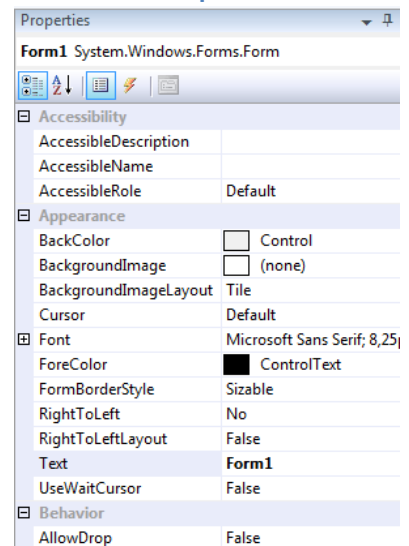 Properties
Form1 System.Windows.Forms.Form
Accessibility
AccessibleDescription
AccessibleName
AccessibleRole Default
Appearance
BackColor Control
BackgroundImage (none)
BackgroundImageLayout Tile
Cursor Default
Font Microsoft Sans Serif; 8,25p
ForeColor ControlText
FormBorderStyle Sizable
RightToLeft No
RightToLeftLayout False
Text Form1
UseWaitCursor False
Behavior
AllowDrop False